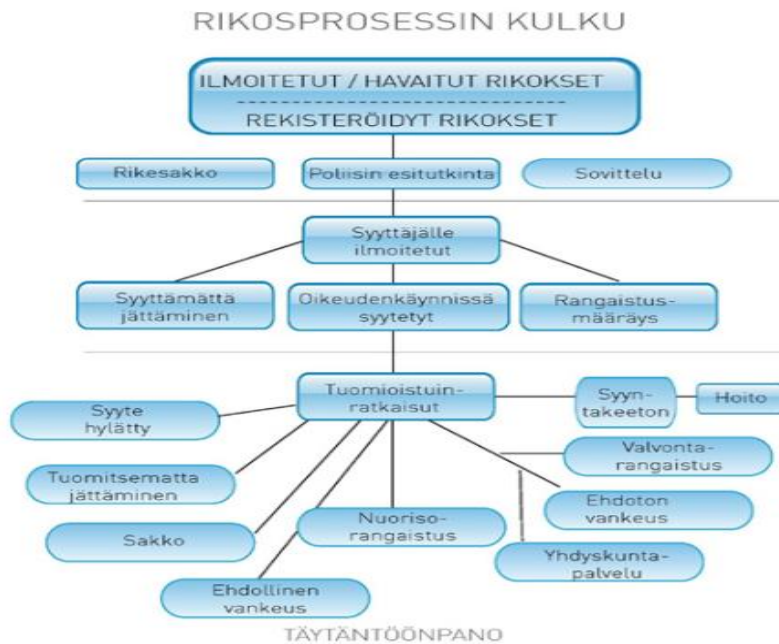 RIKOSPROSESSIN KULKU
ILMOITETUT / HAVAITUT RIKOKSET
REKISTERÖIDYT RIKOKSET
Rikesakko
Poliisin esitutkinta
Sovittelu
Syyttäjälle
ilmoitetut
Syyttämättä
jättäminen
Oikeudenkäynnissä
syytetyt
Rangaistus-
määräys
Tuomioistuin-
ratkaisut
Syyn-
takeeton
Hoito
Syyte
hylätty
Valvonta-
rangaistus
Tuomitsematta
jättäminen
Ehdoton
vankeus
Nuoriso-
rangaistus
Sakko
Yhdyskunta-
palvelu
Ehdollinen
vankeus
TÄYTÄNTÖÖNPANO